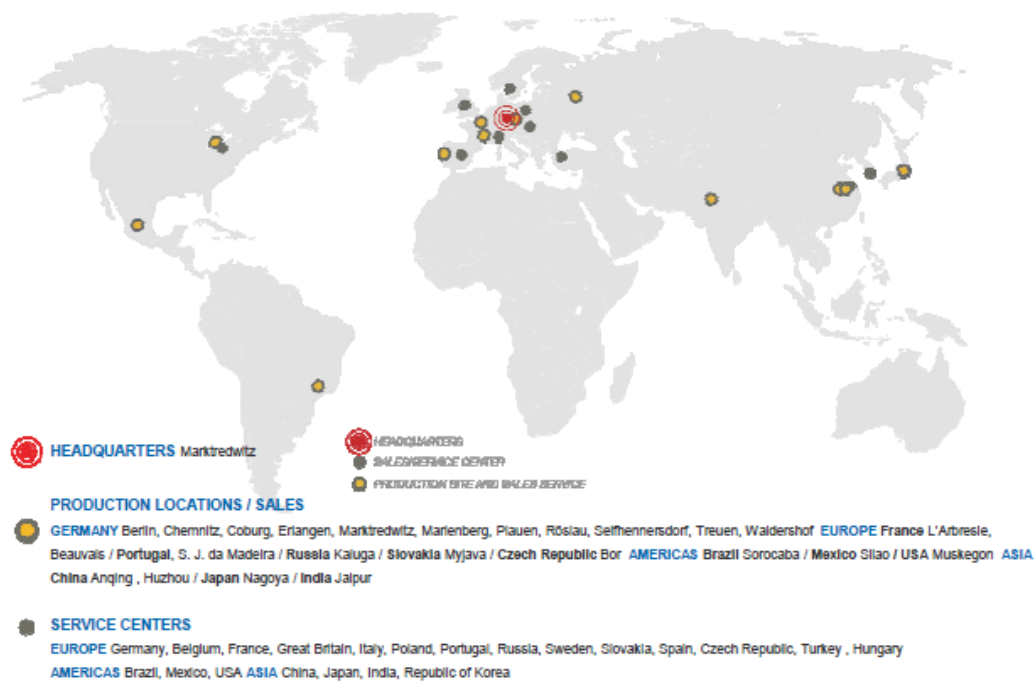 HEADQUARTERS Marktredwitz
HEADQUARTERS
SALES/SERVICE CENTER
PRODUCTION SITE AND SALES SERVICE
PRODUCTION LOCATIONS / SALES
GERMANY Berlin, Chemnitz, Coburg, Erlangen, Marktredwitz, Marienberg, Plauen, Röslau, Seifhennersdorf, Treuen, Waldershof EUROPE France L'Arbresle,
Beauvais / Portugal, S. J. da Madeira / Russia Kaluga / Slovakia Myjava / Czech Republic Bor AMERICAS Brazil Sorocaba / Mexico Silao / USA Muskegon ASIA
China Anqing , Huzhou / Japan Nagoya / India Jaipur
SERVICE CENTERS
EUROPE Germany, Belgium, France, Great Britain, Italy, Poland, Portugal, Russia, Sweden, Slovakia, Spain, Czech Republic, Turkey , Hungary
AMERICAS Brazil, Mexico, USA ASIA China, Japan, India, Republic of Korea